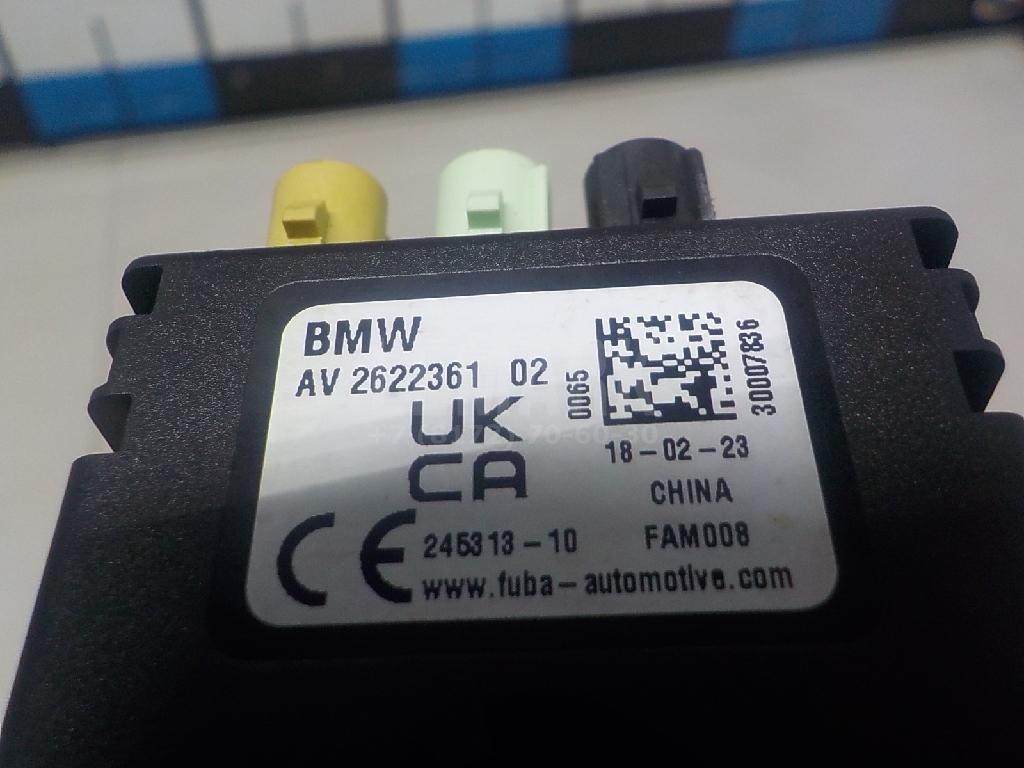 BMW
AV 2622361 02
UK
CA
CE
0065
30007836
18-02-23
CHINA
245313-10
FAM008
www.fuba-automotive.com